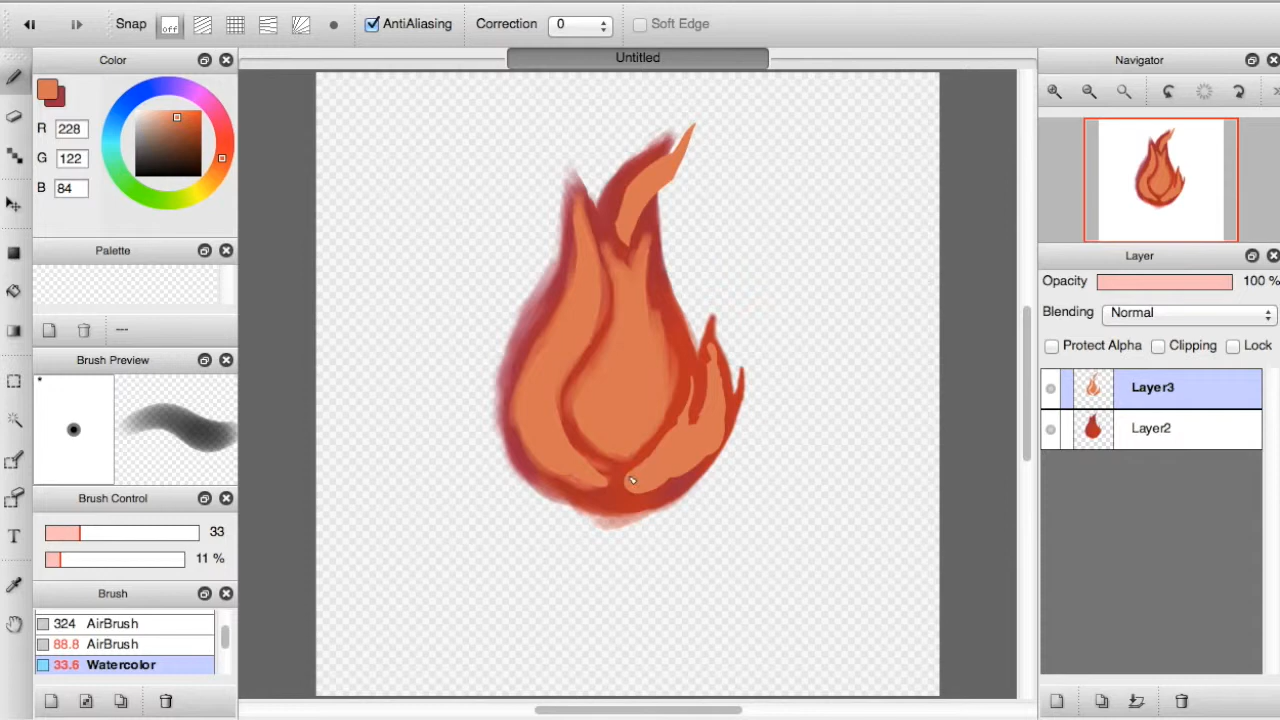 Snap
off
AntiAliasing
Correction
0
Soft Edge
Color
Untitled
Navigator
R 228
G 122
B 84
Palette
---
Layer
Opacity
100 %
Blending
Normal
Protect Alpha
Clipping
Lock
Brush Preview
Layer3
Layer2
Brush Control
33
11 %
T
Brush
324 AirBrush
88.8 AirBrush
33.6 Watercolor